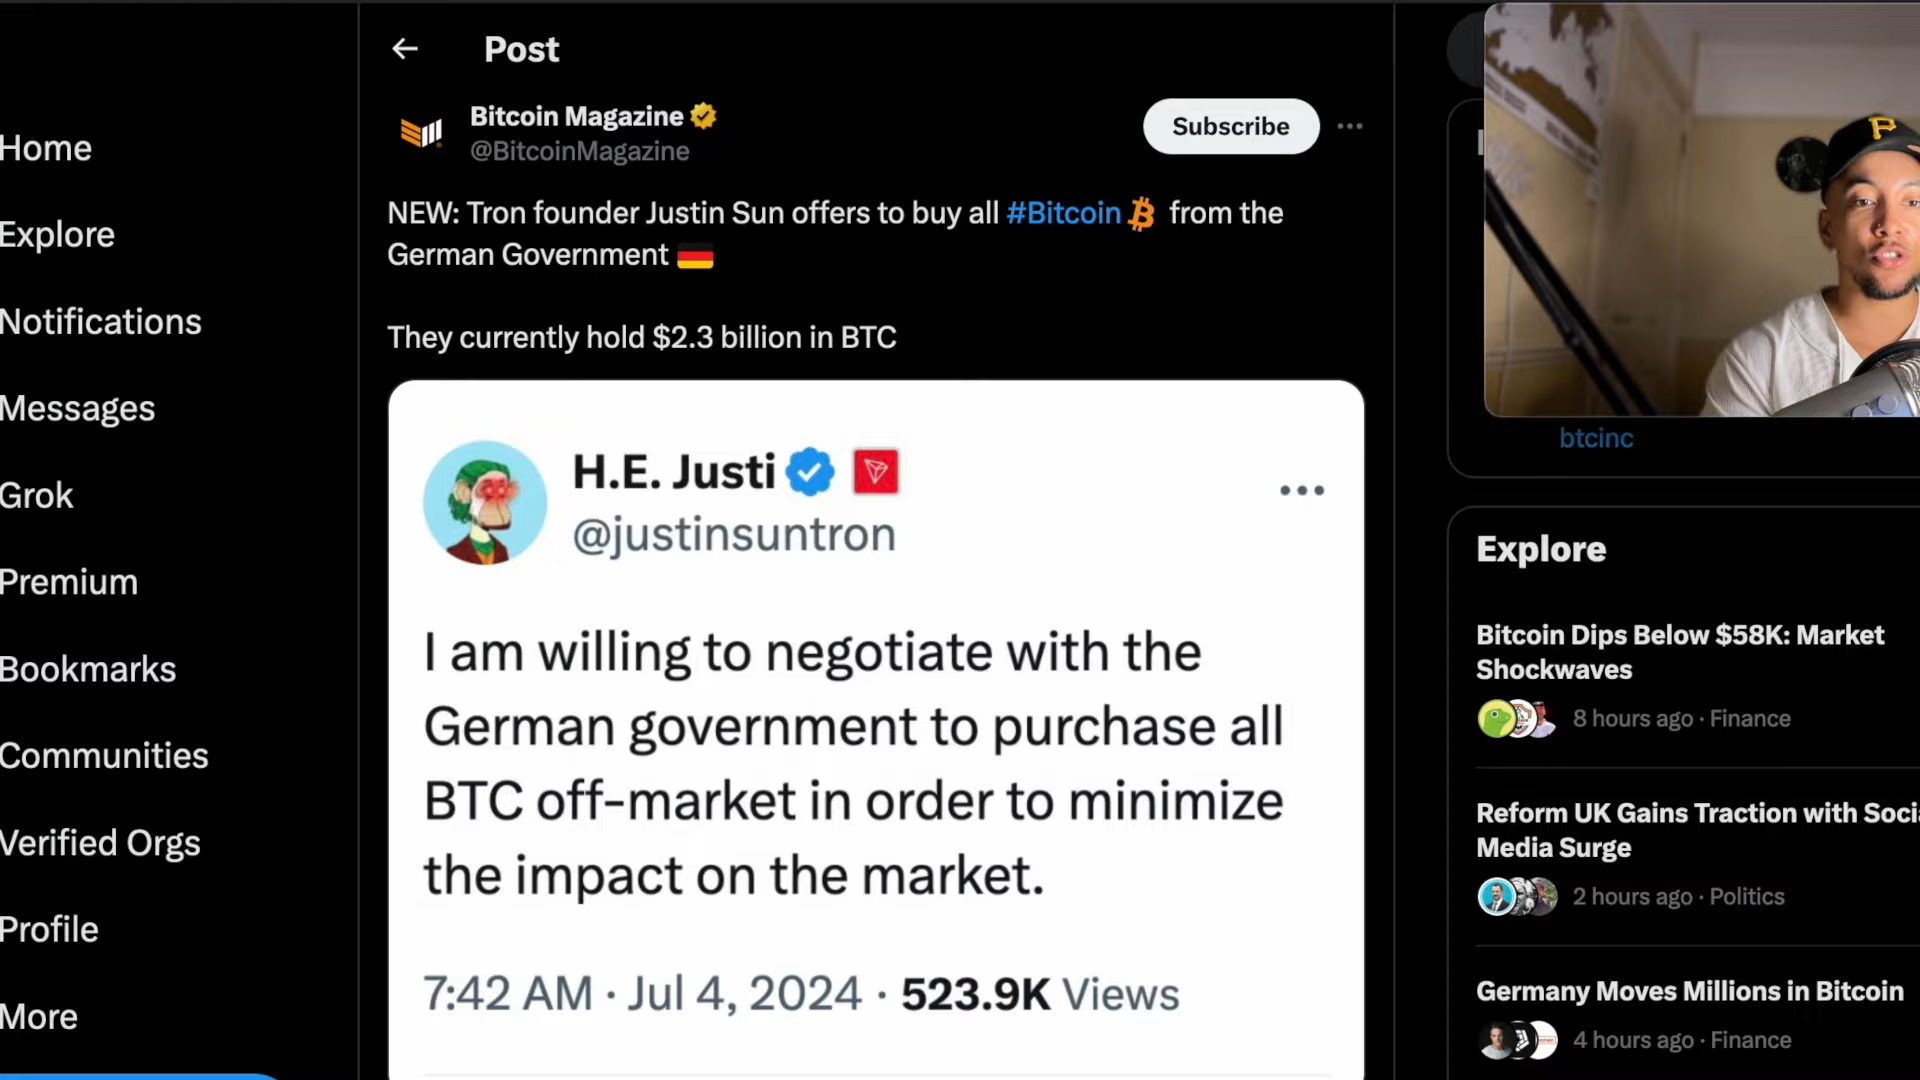 Home
Explore
Notifications
Messages
Grok
Premium
Bookmarks
Communities
Verified Orgs
Profile
More
Post
Bitcoin Magazine
@BitcoinMagazine
Subscribe
NEW: Tron founder Justin Sun offers to buy all #Bitcoin from the
German Government
They currently hold $2.3 billion in BTC
H.E. Justi
@justinsuntron
I am willing to negotiate with the
German government to purchase all
BTC off-market in order to minimize
the impact on the market.
7:42 AM · Jul 4, 2024 · 523.9K Views
P
btcinc
Explore
Bitcoin Dips Below $58K: Market
Shockwaves
8 hours ago · Finance
Reform UK Gains Traction with Soci
Media Surge
2 hours ago · Politics
Germany Moves Millions in Bitcoin
4 hours ago · Finance